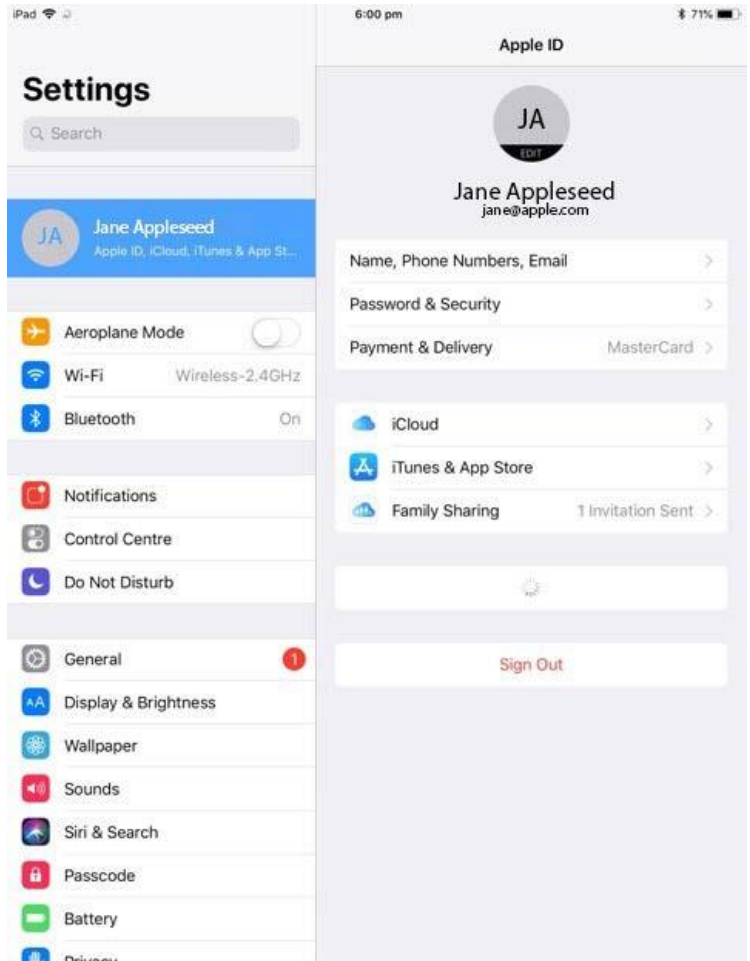 iPad
6:00 pm
71%
Settings
Search
JA
Jane Appleseed
Apple ID, iCloud, iTunes & App St...
Aeroplane Mode
Wi-Fi Wireless-2.4GHz
Bluetooth On
Notifications
Control Centre
Do Not Disturb
General 1
AA Display & Brightness
Wallpaper
Sounds
Siri & Search
Passcode
Battery
Privacy
Apple ID
JA
EDIT
Jane Appleseed
jane@apple.com
Name, Phone Numbers, Email
Password & Security
Payment & Delivery MasterCard
iCloud
iTunes & App Store
Family Sharing 1 Invitation Sent
Sign Out